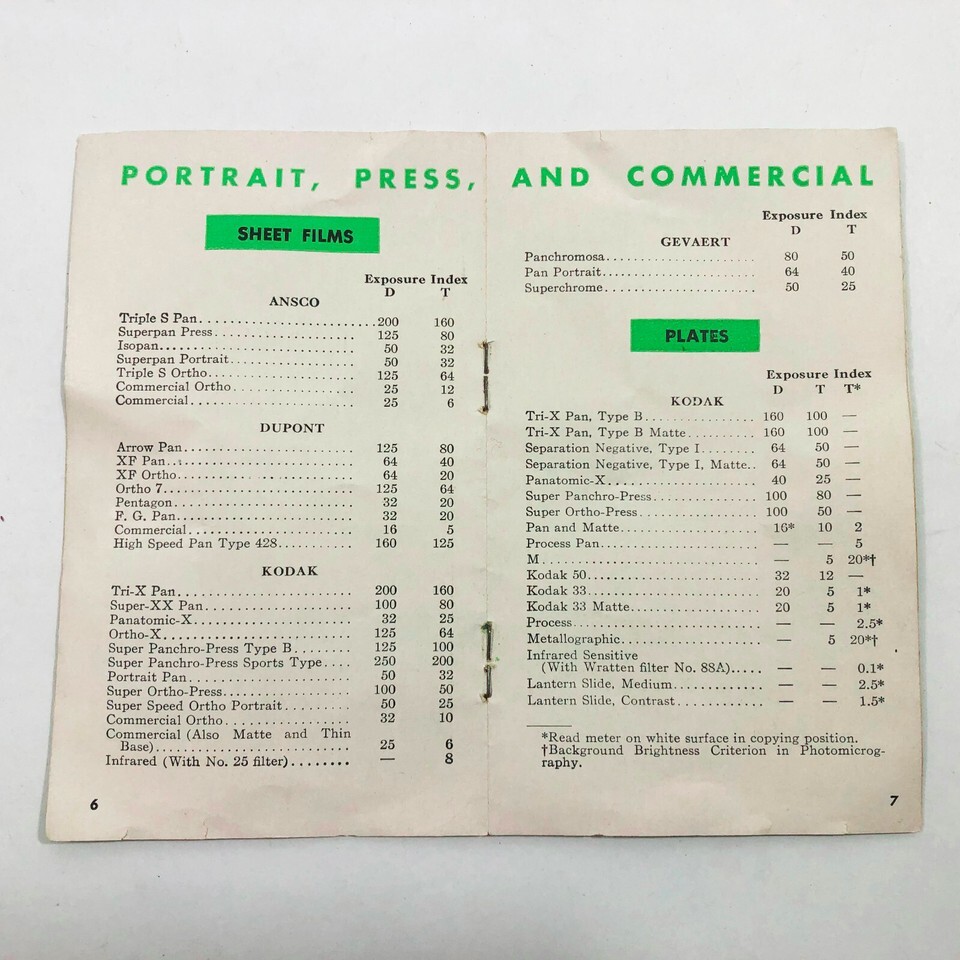 PORTRAIT, PRESS, AND COMMERCIAL
SHEET FILMS
Exposure Index
D T
ANSCO
Triple S Pan........................200 160
Superpan Press.................... 125 80
Isopan............................ 50 32
Superpan Portrait................. 50 32
Triple S Ortho.................... 125 64
Commercial Ortho................. 25 12
Commercial....................... 25 6
DUPONT
Arrow Pan........................ 125 80
XF Pan........................... 64 40
XF Ortho......................... 64 20
Ortho 7.......................... 125 64
Pentagon......................... 32 20
F. G. Pan........................ 32 20
Commercial....................... 16 5
High Speed Pan Type 428.......... 160 125
KODAK
Tri-X Pan........................ 200 160
Super-XX Pan..................... 100 80
Panatomic-X...................... 32 25
Ortho-X.......................... 125 64
Super Panchro-Press Type B....... 125 100
Super Panchro-Press Sports Type.... 250 200
Portrait Pan..................... 50 32
Super Ortho-Press................ 100 50
Super Speed Ortho Portrait....... 50 25
Commercial Ortho................. 32 10
Commercial (Also Matte and Thin
Base)........................... 25 6
Infrared (With No. 25 filter)........ — 8
6
Exposure Index
D T
GEVAERT
Panchromosa...................... 80 50
Pan Portrait..................... 64 40
Superchrome...................... 50 25
PLATES
Exposure Index
D T T*
KODAK
Tri-X Pan, Type B................ 160 100 —
Tri-X Pan, Type B Matte.......... 160 100 —
Separation Negative, Type I........ 64 50 —
Separation Negative, Type I, Matte.. 64 50 —
Panatomic-X...................... 40 25 —
Super Panchro-Press.............. 100 80 —
Super Ortho-Press................ 100 50 —
Pan and Matte.................... 16* 10 2
Process Pan...................... — — 5
M................................ — 5 20*†
Kodak 50......................... 32 12 —
Kodak 33......................... 20 5 1*
Kodak 33 Matte................... 20 5 1*
Process.......................... — — 2.5*
Metallographic................... — 5 20*†
Infrared Sensitive
(With Wratten filter No. 88A)..... — — 0.1*
Lantern Slide, Medium............ — — 2.5*
Lantern Slide, Contrast............ — — 1.5*
*Read meter on white surface in copying position.
†Background Brightness Criterion in Photomicrog-
raphy.
7